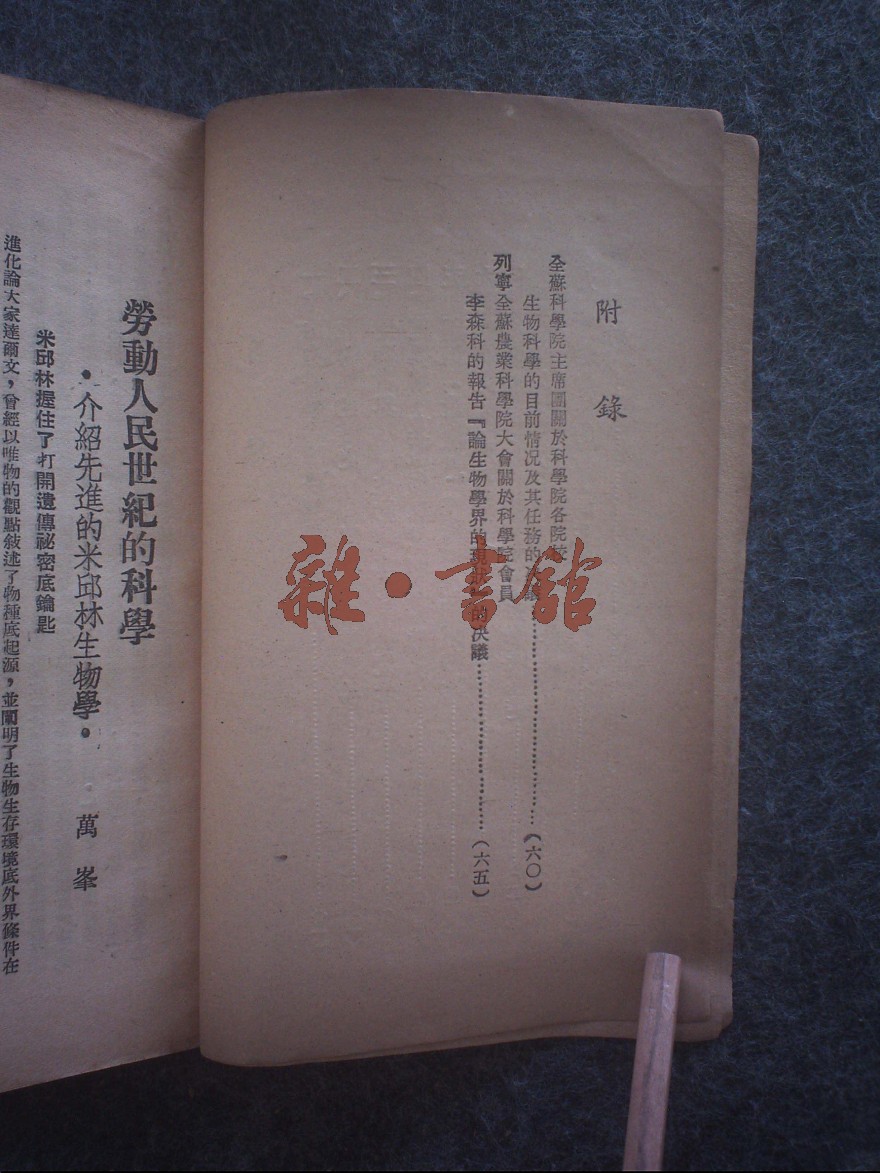 附錄
全蘇科學院主席團關於科學院各院校
生物科學的目前情況及其任務的決議……(六〇)
列寧全蘇農業科學院大會關於科學院會員
李森科的報告『論生物學界的現狀』的決議……(六五)
勞動人民世紀的科學
•介紹先進的米邱林生物學•
萬峯
米邱林握住了打開遺傳祕密底鑰匙
進化論大家達爾文，曾經以唯物的觀點敍述了物種底起源，並闡明了生物生存環境底外界條件在
雜•書館